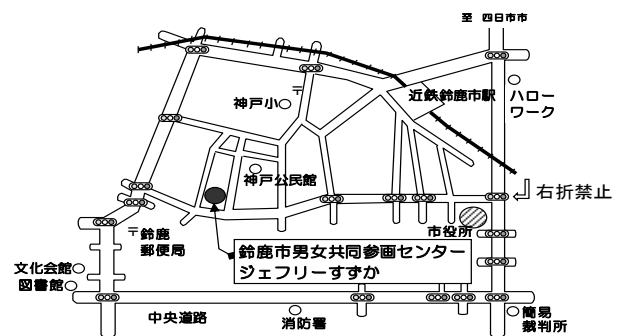 至 四日市市
近鉄鈴鹿市駅
ハロー
ワーク
〒
神戸小
神戸公民館
右折禁止
市役所
〒鈴鹿
郵便局
鈴鹿市男女共同参画センター
ジェフリーすずか
文化会館
図書館
中央道路
消防署
簡易
裁判所